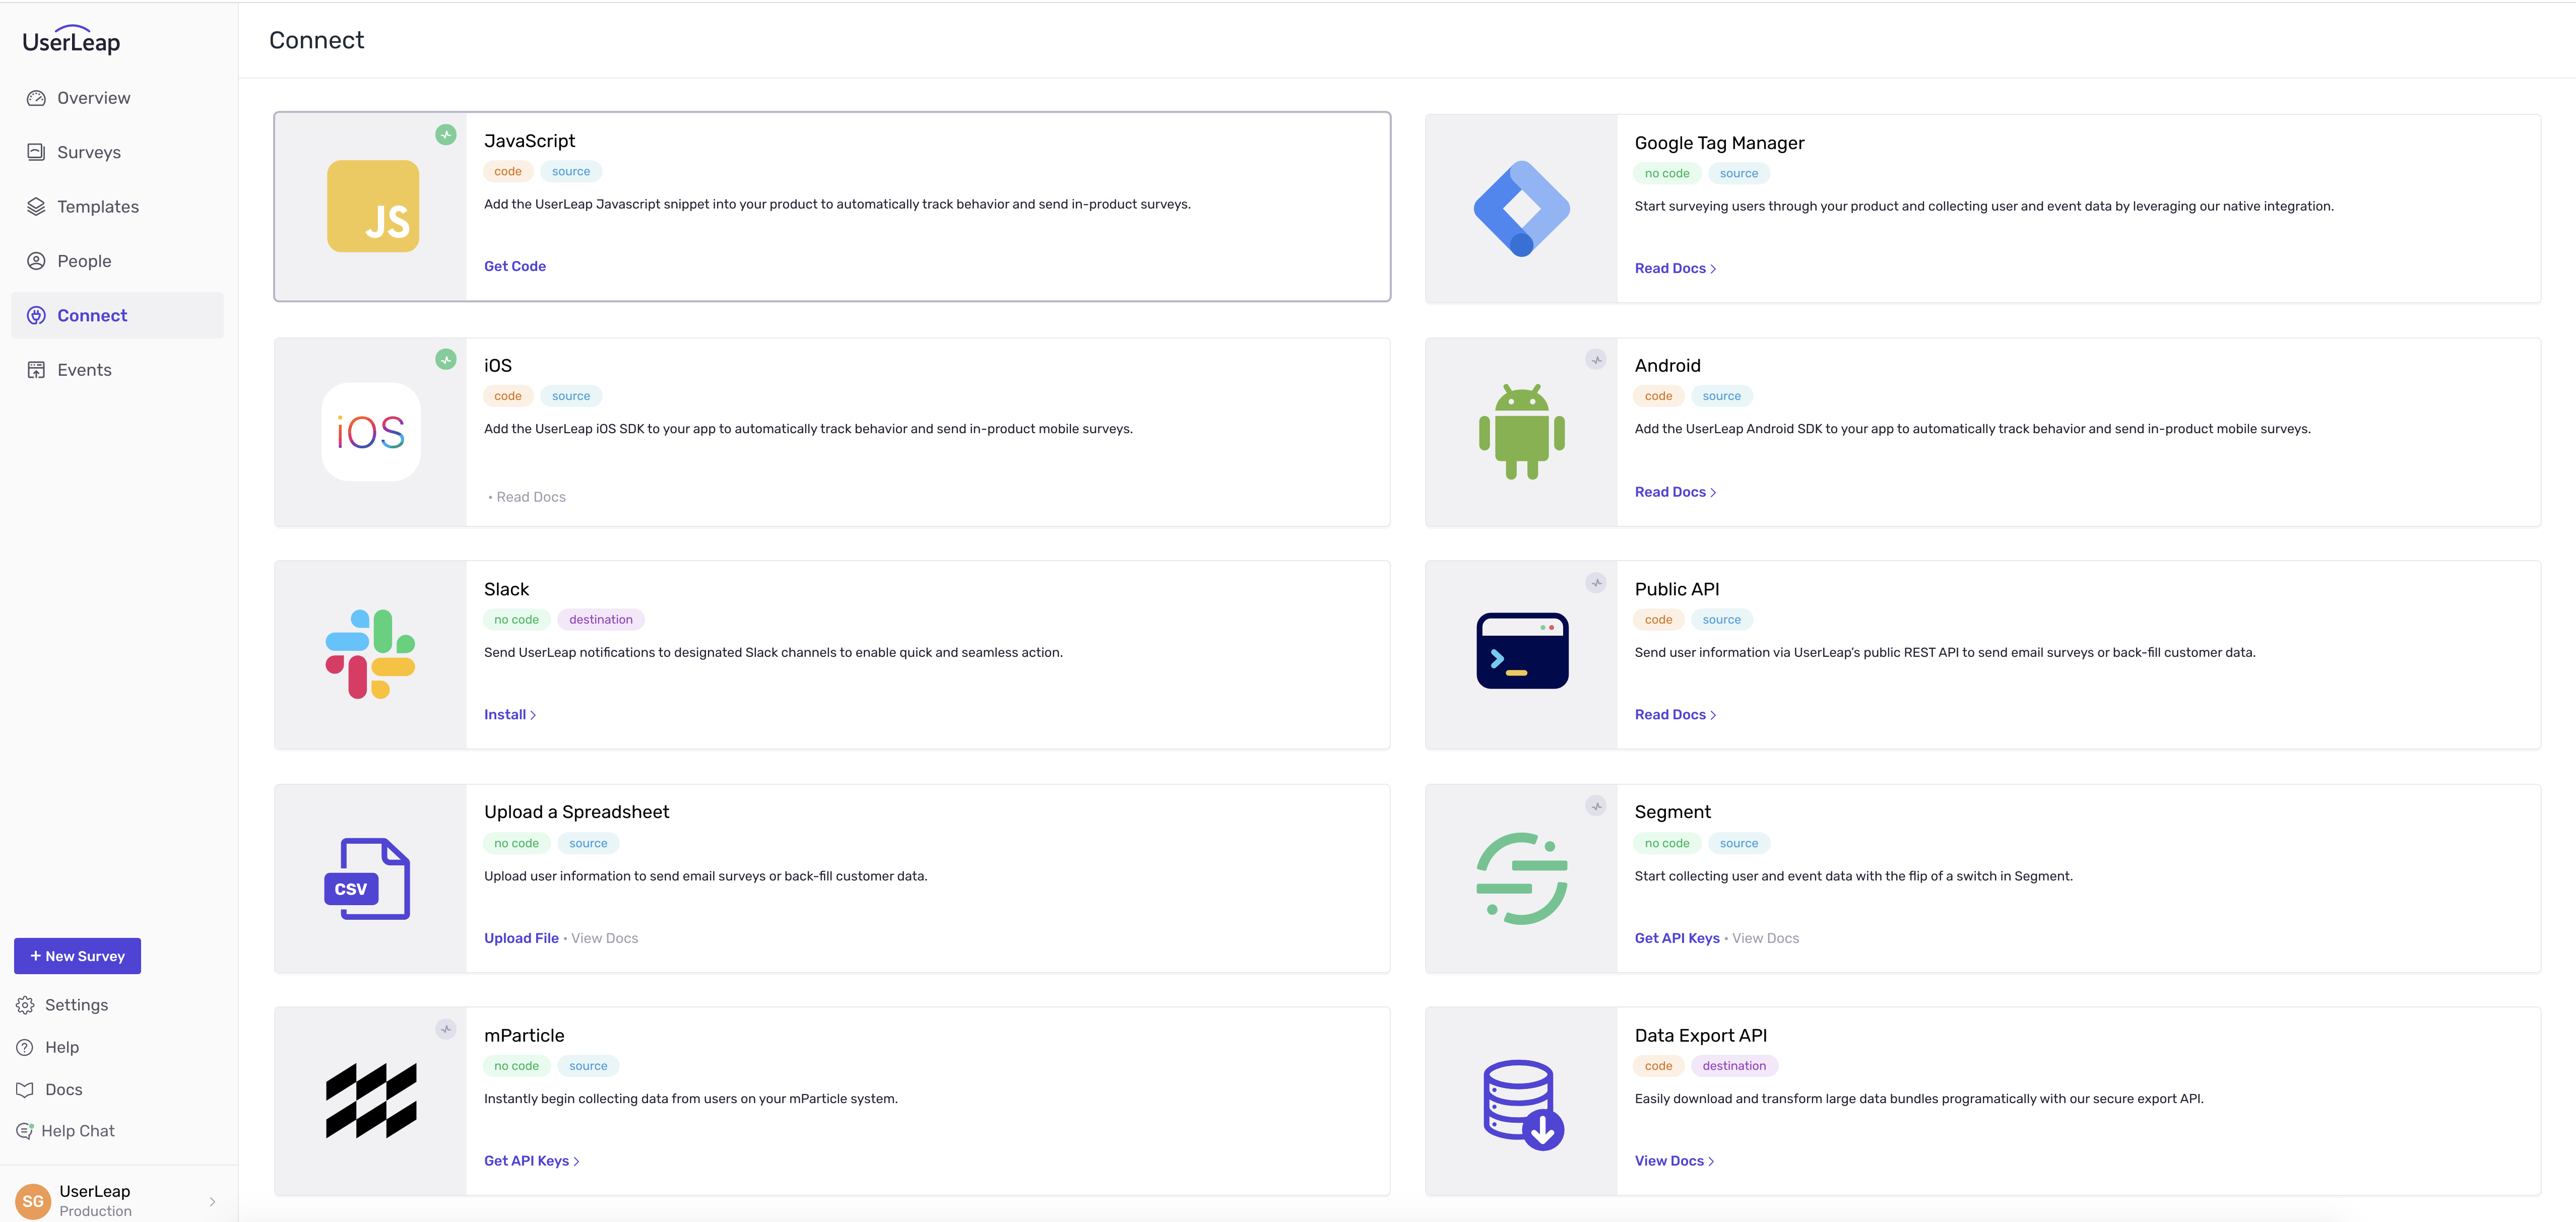 UserLeap
Overview
Surveys
Templates
People
Connect
Events
+ New Survey
Settings
Help
Docs
Help Chat
SG
UserLeap
Production
Connect
JS
JavaScript
code source
Add the UserLeap Javascript snippet into your product to automatically track behavior and send in-product surveys.
Get Code
Google Tag Manager
no code source
Start surveying users through your product and collecting user and event data by leveraging our native integration.
Read Docs
iOS
iOS
code source
Add the UserLeap iOS SDK to your app to automatically track behavior and send in-product mobile surveys.
• Read Docs
Android
code source
Add the UserLeap Android SDK to your app to automatically track behavior and send in-product mobile surveys.
Read Docs
Slack
no code destination
Send UserLeap notifications to designated Slack channels to enable quick and seamless action.
Install
Public API
code source
Send user information via UserLeap's public REST API to send email surveys or back-fill customer data.
Read Docs
CSV
Upload a Spreadsheet
no code source
Upload user information to send email surveys or back-fill customer data.
Upload File • View Docs
Segment
no code source
Start collecting user and event data with the flip of a switch in Segment.
Get API Keys • View Docs
mParticle
no code source
Instantly begin collecting data from users on your mParticle system.
Get API Keys
Data Export API
code destination
Easily download and transform large data bundles programatically with our secure export API.
View Docs